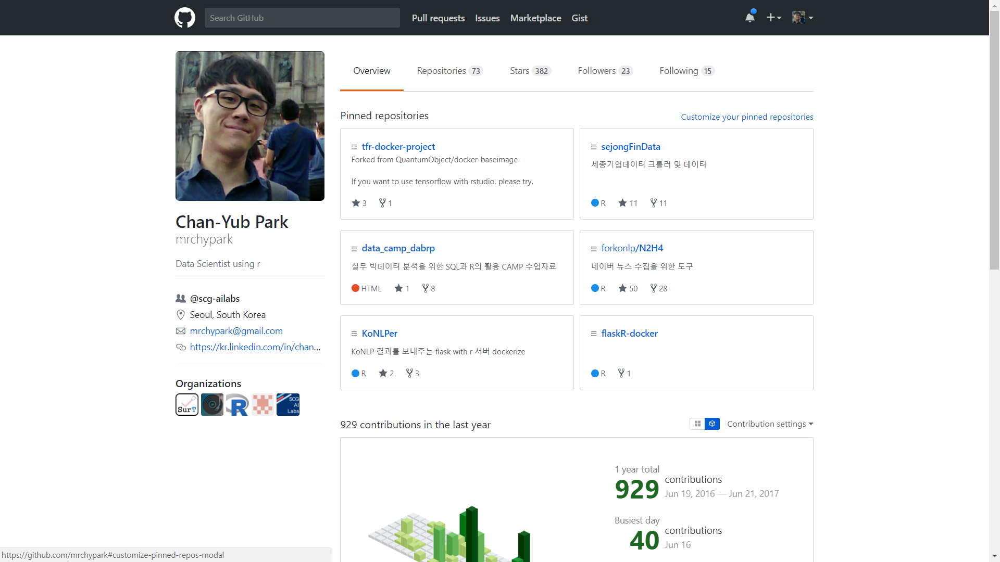 Search GitHub
Pull requests Issues Marketplace Gist
Overview Repositories 73 Stars 382 Followers 23 Following 15
Chan-Yub Park
mrchypark
Data Scientist using r
@scg-ailabs
Seoul, South Korea
mrchypark@gmail.com
https://kr.linkedin.com/in/chan...
Organizations
SurT
R
SCG
AI
Labs
Pinned repositories
Customize your pinned repositories
tfr-docker-project
Forked from QuantumObject/docker-baseimage
If you want to use tensorflow with rstudio, please try.
3 1
sejongFinData
세종기업데이터 크롤러 및 데이터
R 11 11
data_camp_dabrp
실무 빅데이터 분석을 위한 SQL과 R의 활용 CAMP 수업자료
HTML 1 8
forkonlp/N2H4
네이버 뉴스 수집을 위한 도구
R 50 28
KoNLPer
KoNLP 결과를 보내주는 flask with r 서버 dockerize
R 2 3
flaskR-docker
R 1
929 contributions in the last year
Contribution settings
1 year total
929 contributions
Jun 19, 2016 — Jun 21, 2017
Busiest day
40 contributions
Jun 16
https://github.com/mrchypark#customize-pinned-repos-modal